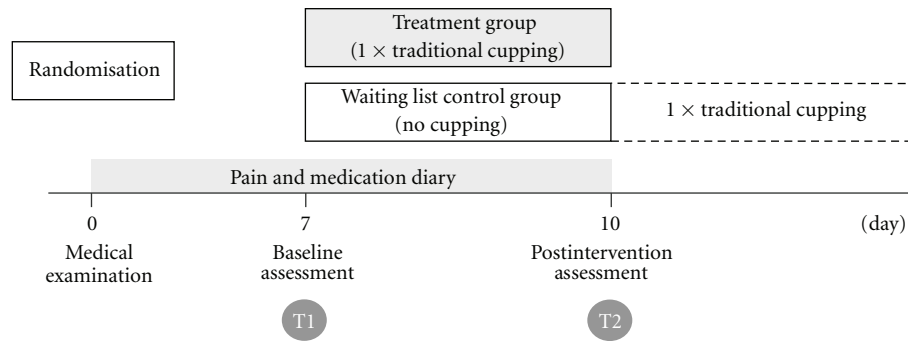 Treatment group
(1 × traditional cupping)
Randomisation
Waiting list control group
(no cupping)
1 × traditional cupping
Pain and medication diary
0
7
10
(day)
Medical
examination
Baseline
assessment
Postintervention
assessment
T1
T2